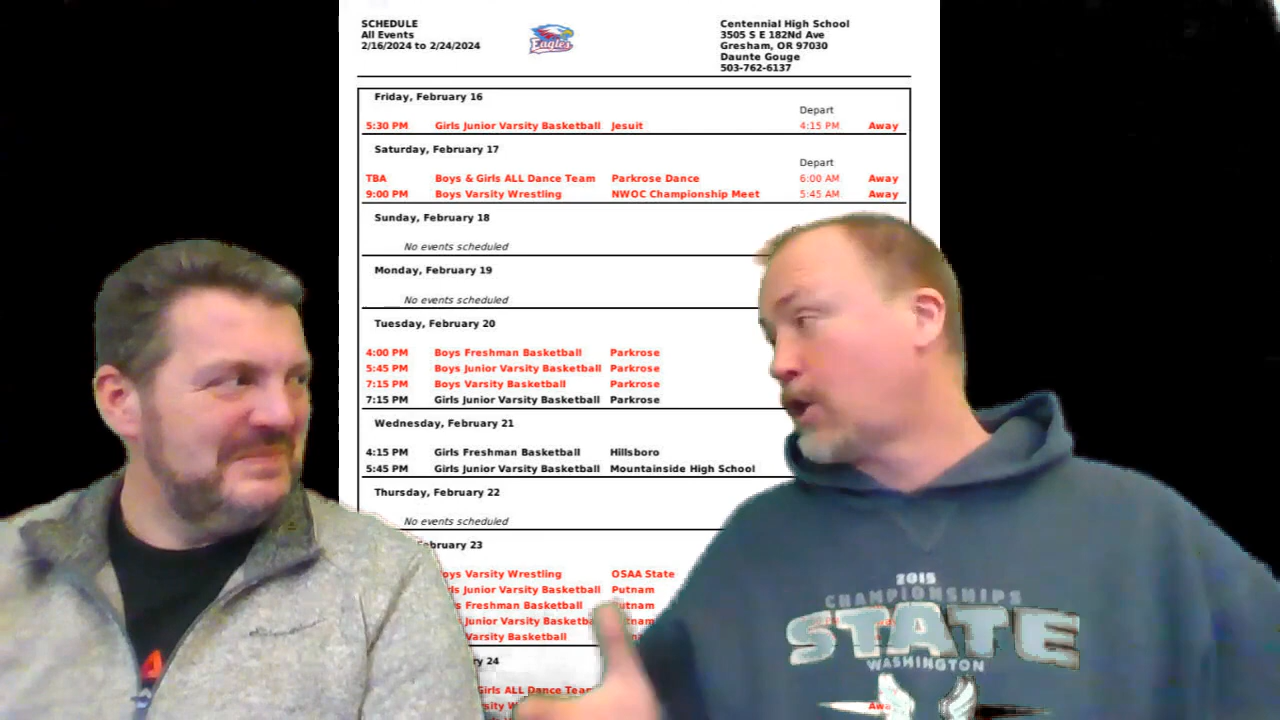 SCHEDULE
All Events
2/16/2024 to 2/24/2024
Eagles
Centennial High School
3505 S E 182Nd Ave
Gresham, OR 97030
Daunte Gouge
503-762-6137
Friday, February 16
Depart
5:30 PM Girls Junior Varsity Basketball Jesuit 4:15 PM Away
Saturday, February 17
Depart
TBA Boys & Girls ALL Dance Team Parkrose Dance 6:00 AM Away
9:00 PM Boys Varsity Wrestling NWOC Championship Meet 5:45 AM Away
Sunday, February 18
No events scheduled
Monday, February 19
No events scheduled
Tuesday, February 20
4:00 PM Boys Freshman Basketball Parkrose
5:45 PM Boys Junior Varsity Basketball Parkrose
7:15 PM Boys Varsity Basketball Parkrose
7:15 PM Girls Junior Varsity Basketball Parkrose
Wednesday, February 21
4:15 PM Girls Freshman Basketball Hillsboro
5:45 PM Girls Junior Varsity Basketball Mountainside High School
Thursday, February 22
No events scheduled
February 23
Varsity Wrestling OSAA State
Junior Varsity Basketball Putnam
Freshman Basketball
Junior Varsity
Varsity Basketball
24
Girls ALL Dance Team
2015
CHAMPIONSHIPS
STATE
WASHINGTON